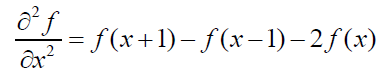 ∂²f/∂x² = f(x+1) − f(x−1) − 2f(x)